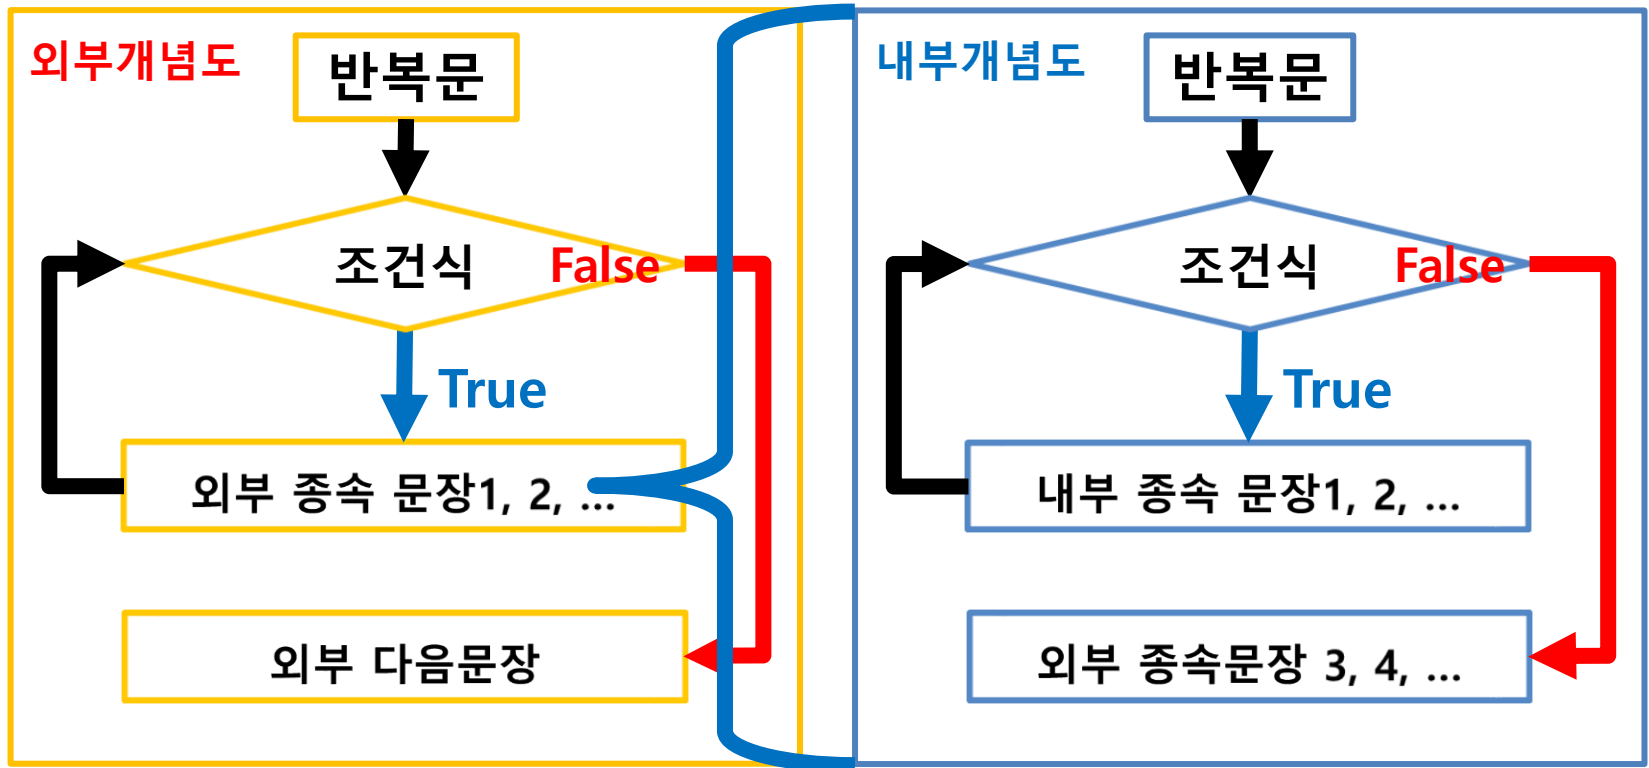 외부개념도
반복문
조건식
False
True
외부 종속 문장1, 2, ...
외부 다음문장
내부개념도
반복문
조건식
False
True
내부 종속 문장1, 2, ...
외부 종속문장 3, 4, ...